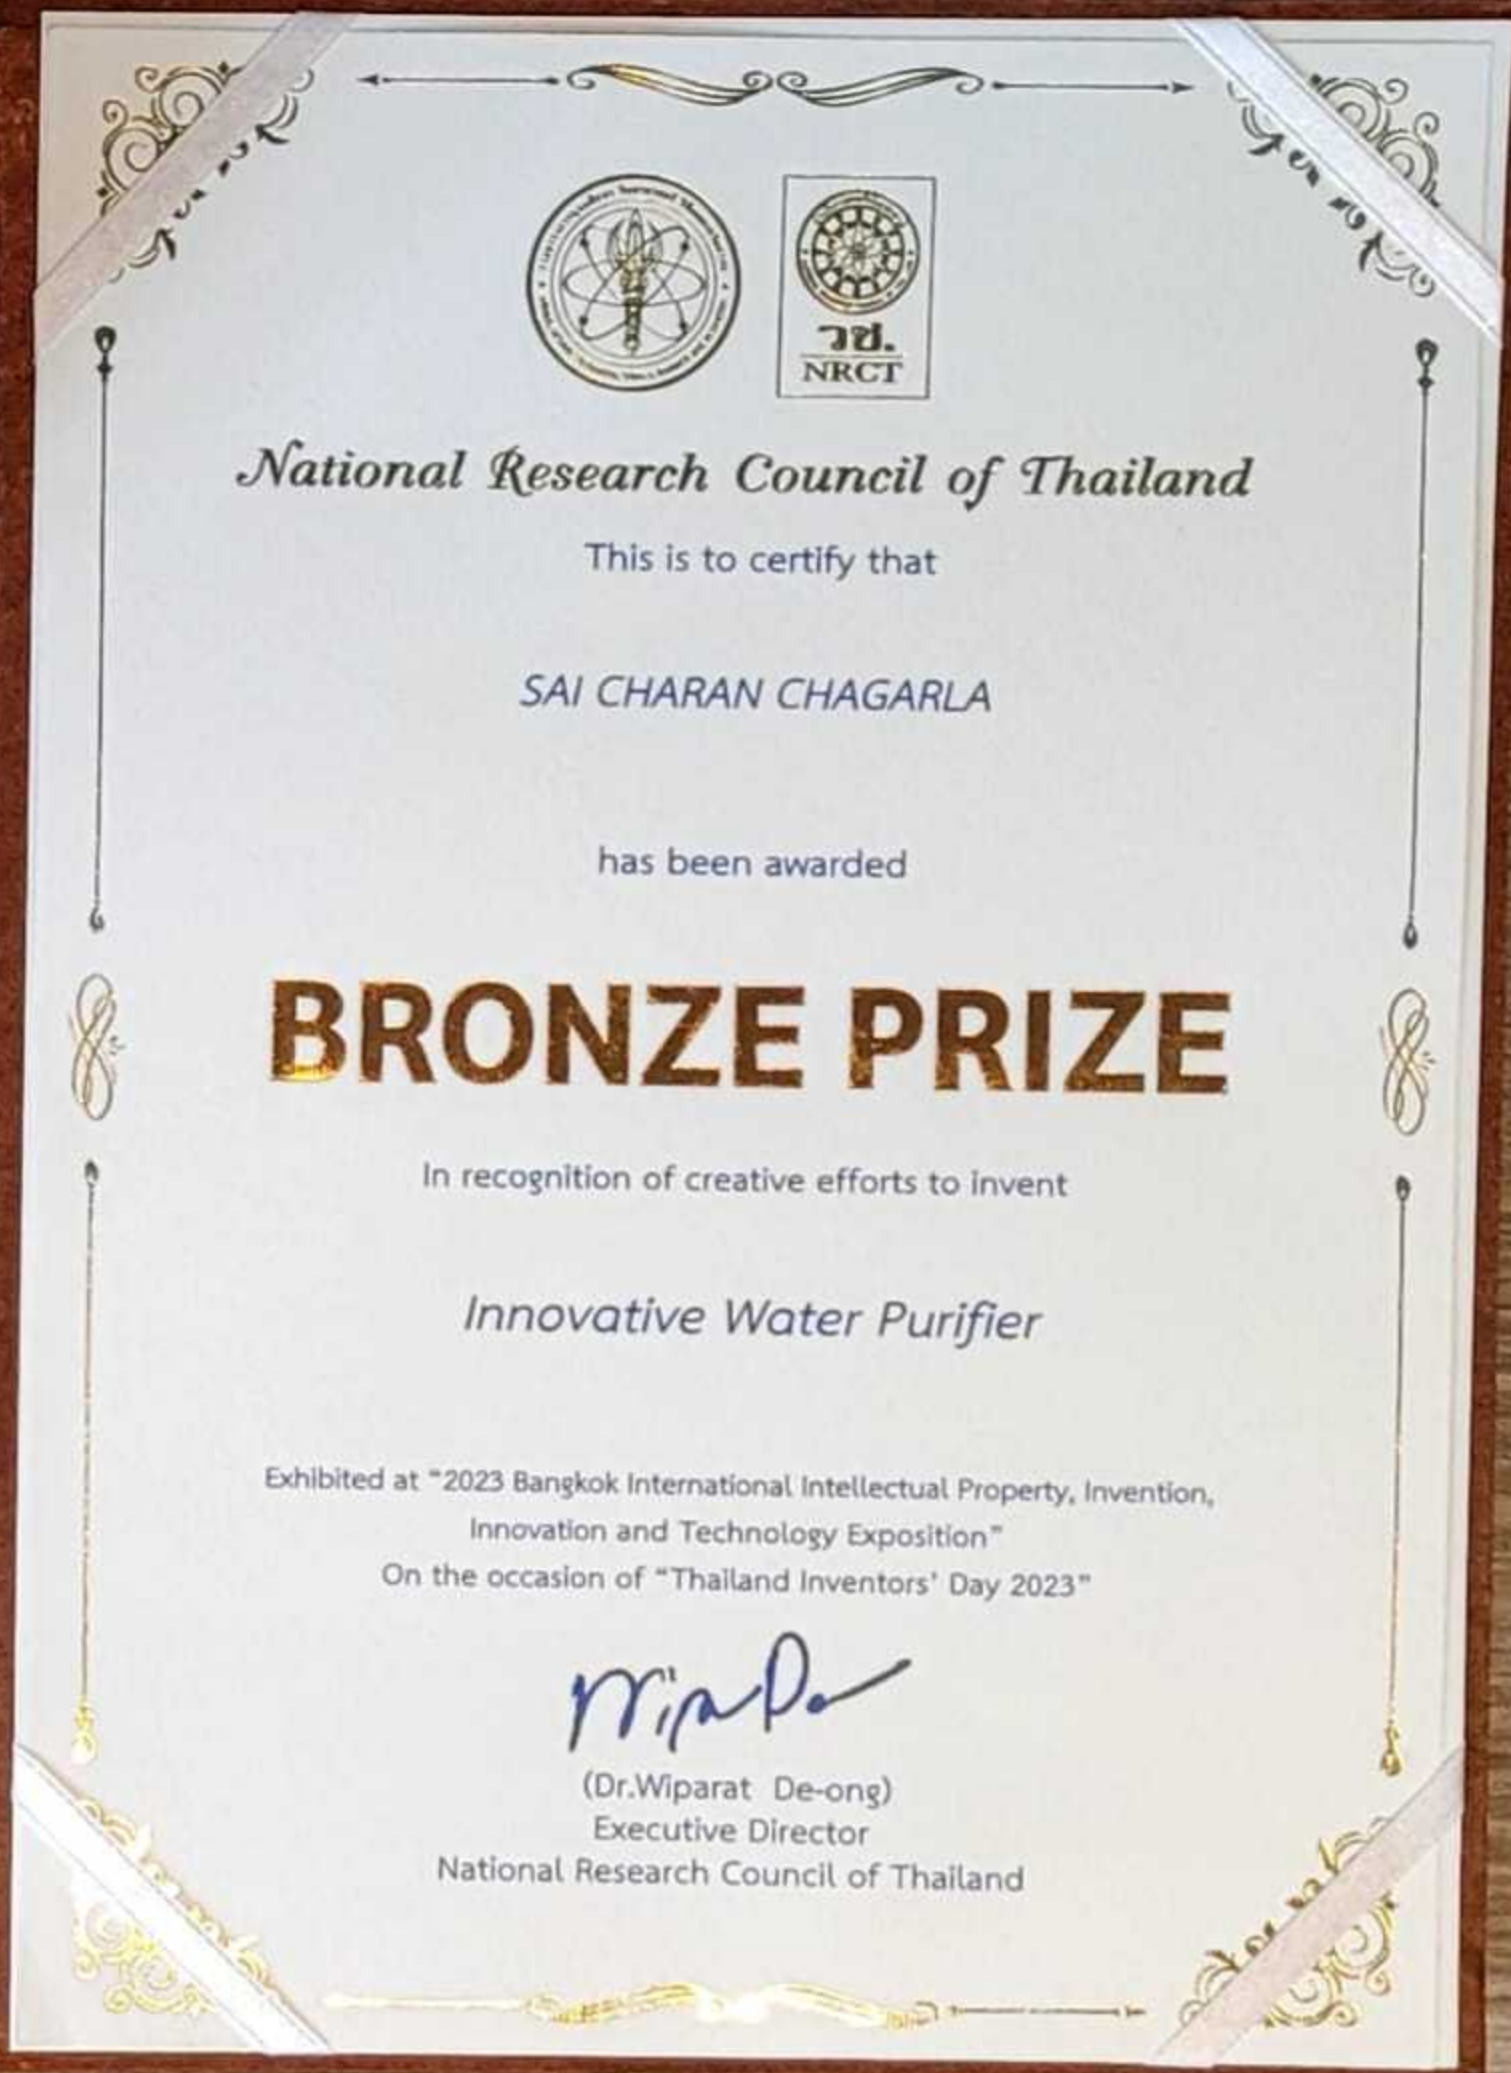 วช.
NRCT
National Research Council of Thailand
This is to certify that
SAI CHARAN CHAGARLA
has been awarded
BRONZE PRIZE
In recognition of creative efforts to invent
Innovative Water Purifier
Exhibited at "2023 Bangkok International Intellectual Property, Invention,
Innovation and Technology Exposition"
On the occasion of "Thailand Inventors' Day 2023"
(Dr.Wiparat De-ong)
Executive Director
National Research Council of Thailand